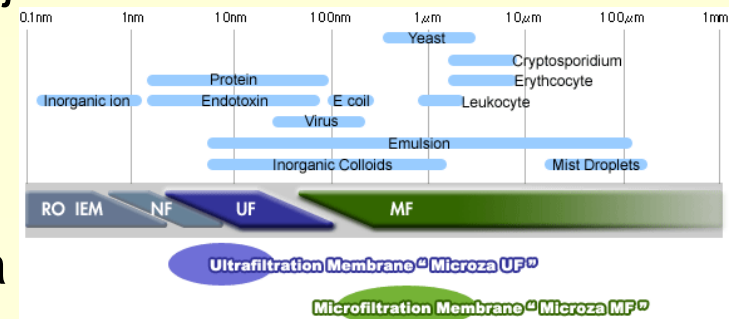 0.1nm 1nm 10nm 100nm 1μm 10μm 100μm 1mm
Yeast
Cryptosporidium
Protein Erythcocyte
Inorganic ion Endotoxin E coil Leukocyte
Virus
Emulsion
Inorganic Colloids Mist Droplets
RO IEM NF UF MF
Ultrafiltration Membrane “ Microza UF ”
Microfiltration Membrane “ Microza MF ”